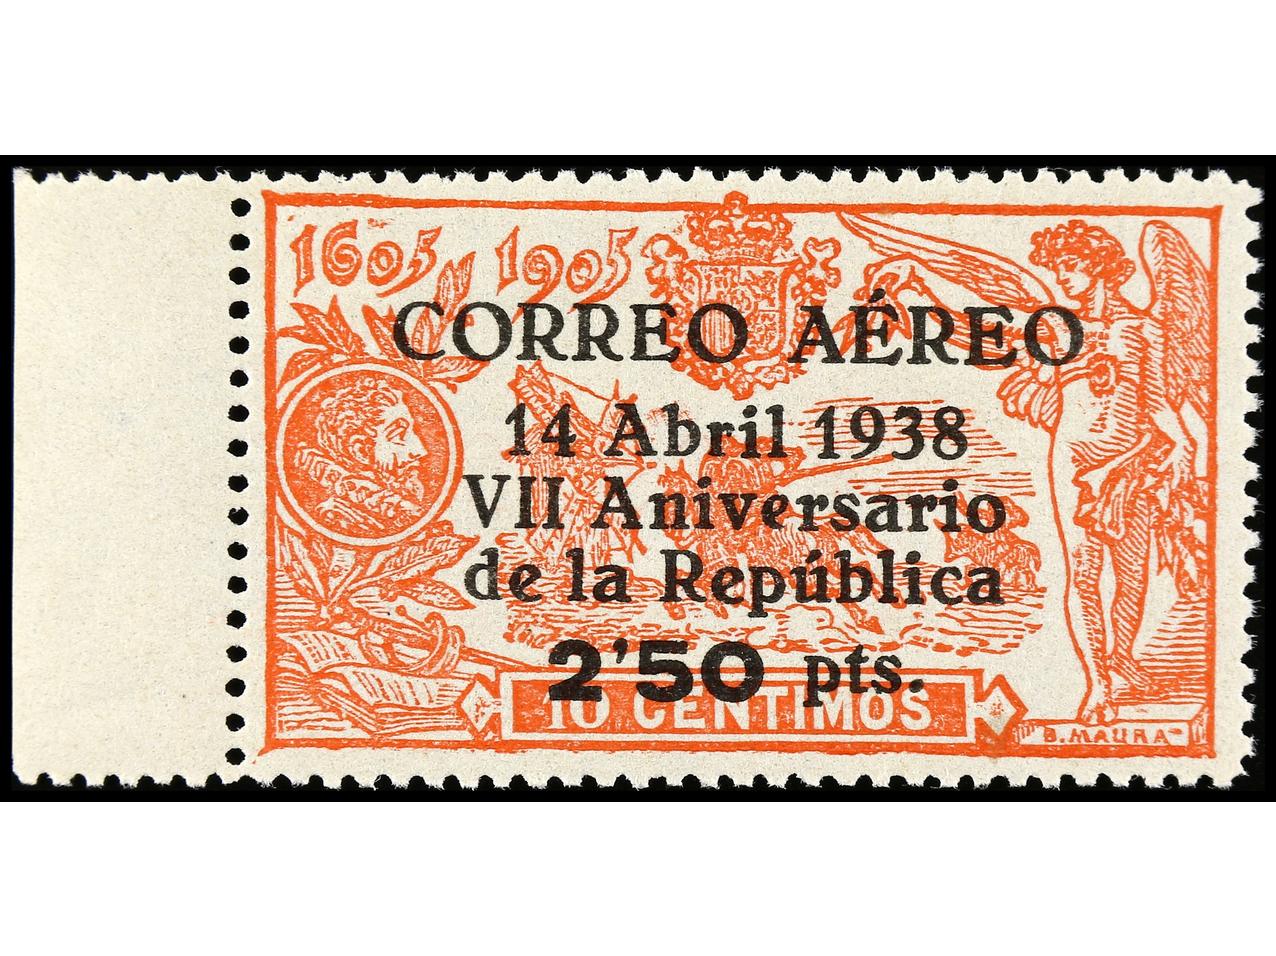 1605 1905
CORREO AÉREO
14 Abril 1938
VII Aniversario
de la República
2'50 pts.
10 CENTIMOS
B. MAURA